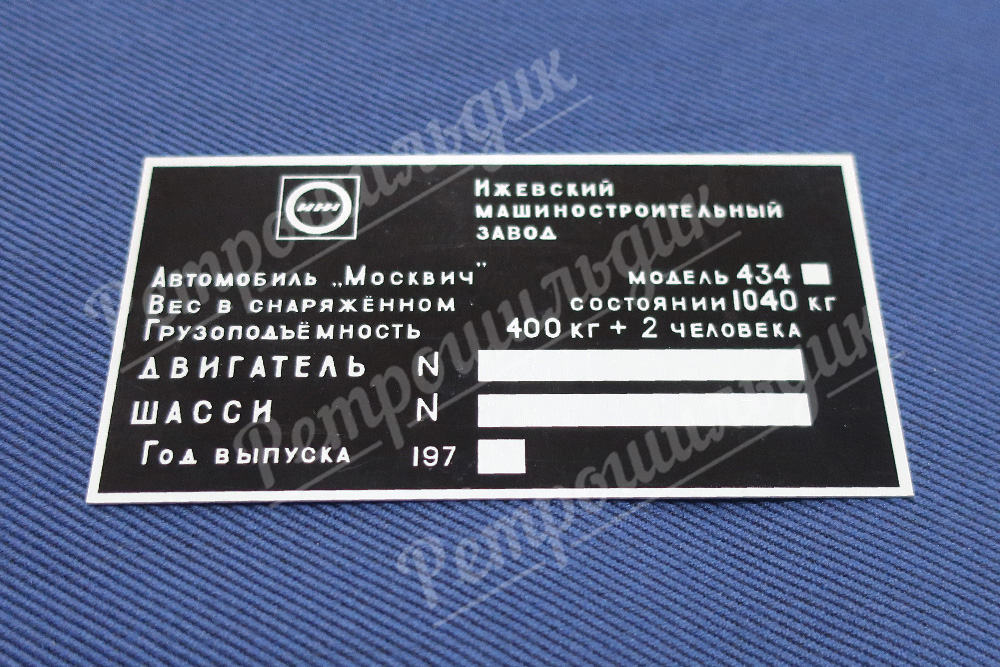 Ретрошильдик
Ретрошильдик
Ретрошильдик
Ретрошильдик
ИЖЕВСКИЙ
МАШИНОСТРОИТЕЛЬНЫЙ
ЗАВОД
АВТОМОБИЛЬ „МОСКВИЧ" МОДЕЛЬ 434
ВЕС В СНАРЯЖЁННОМ СОСТОЯНИИ 1040 КГ
ГРУЗОПОДЪЁМНОСТЬ 400 КГ + 2 ЧЕЛОВЕКА
ДВИГАТЕЛЬ N
ШАССИ N
ГОД ВЫПУСКА 197